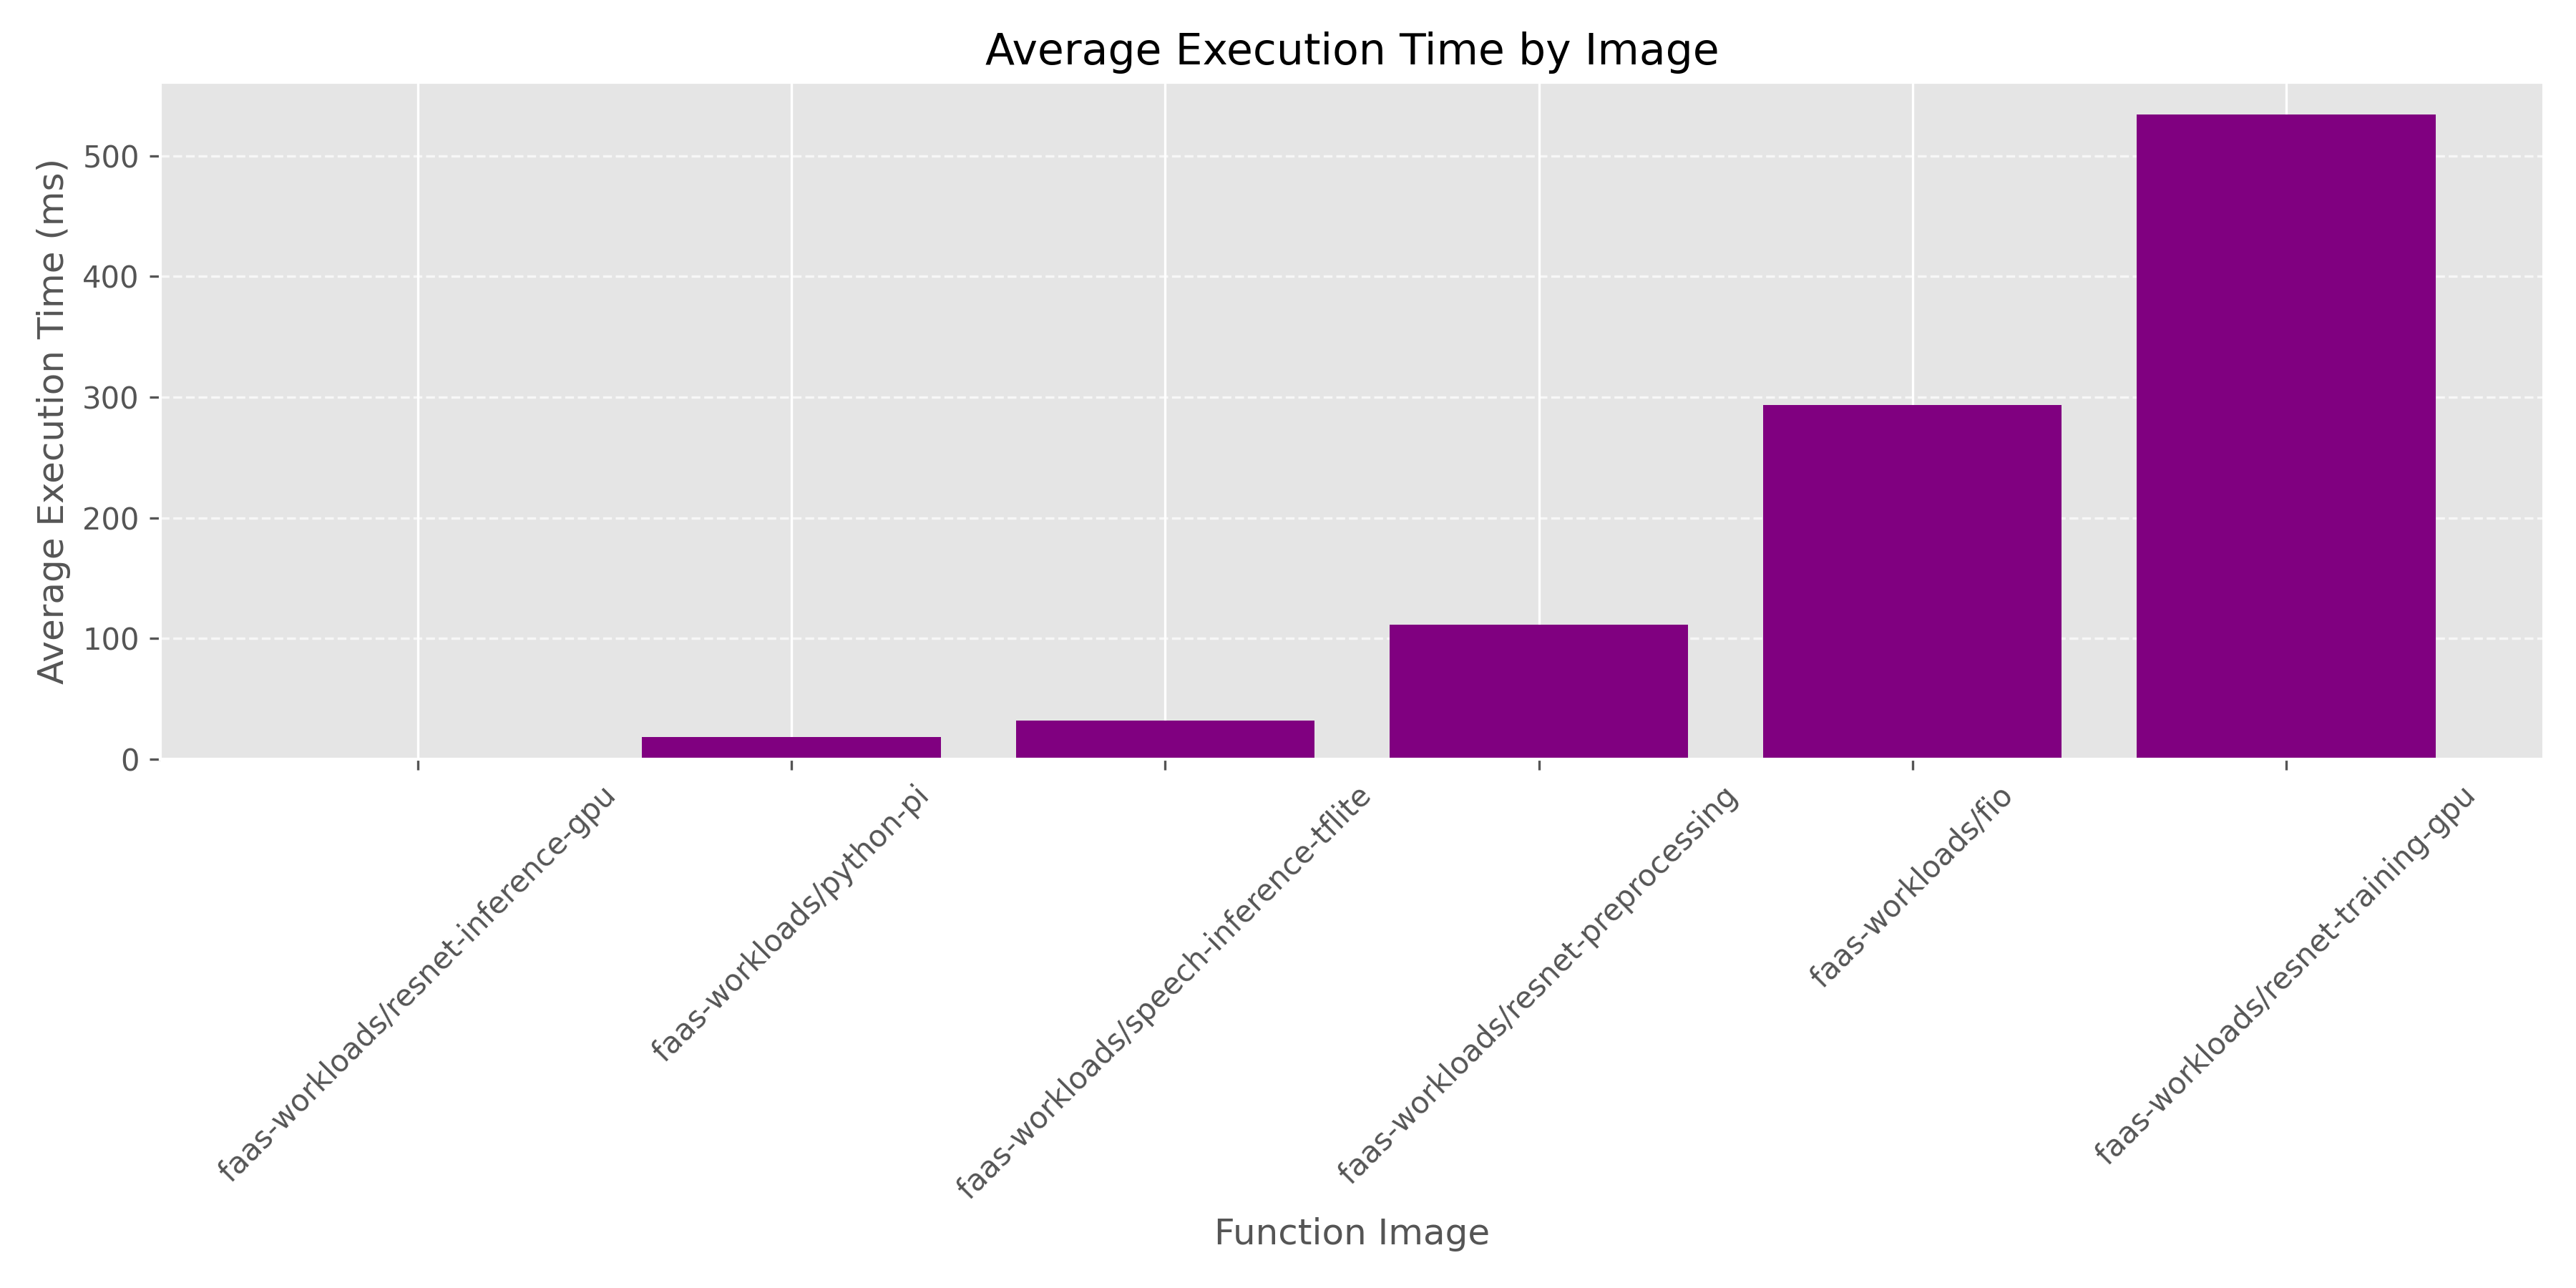 Average Execution Time by Image
Average Execution Time (ms)
500
400
300
200
100
0
faas-workloads/resnet-inference-gpu
faas-workloads/python-pi
faas-workloads/speech-inference-tflite
faas-workloads/resnet-preprocessing
faas-workloads/fio
faas-workloads/resnet-training-gpu
Function Image